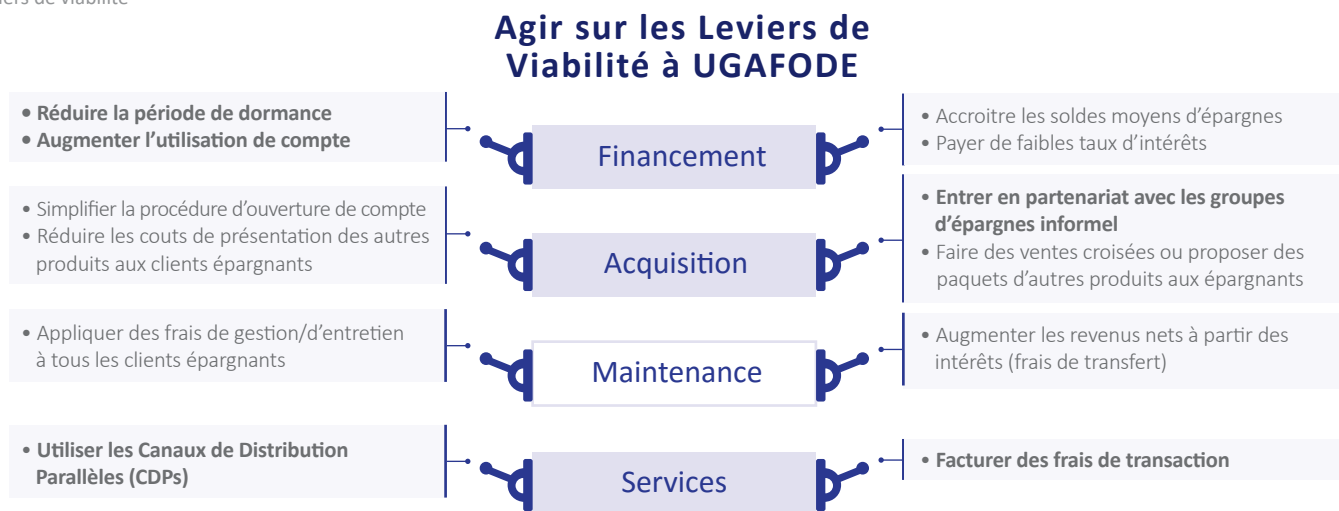 viers de viabilité
Agir sur les Leviers de
Viabilité à UGAFODE
• Réduire la période de dormance
• Augmenter l’utilisation de compte
Financement
• Accroitre les soldes moyens d’épargnes
• Payer de faibles taux d’intérêts
• Simplifier la procédure d’ouverture de compte
• Réduire les couts de présentation des autres
produits aux clients épargnants
Acquisition
• Entrer en partenariat avec les groupes
d’épargnes informel
• Faire des ventes croisées ou proposer des
paquets d’autres produits aux épargnants
• Appliquer des frais de gestion/d’entretien
à tous les clients épargnants
Maintenance
• Augmenter les revenus nets à partir des
intérêts (frais de transfert)
• Utiliser les Canaux de Distribution
Parallèles (CDPs)
Services
• Facturer des frais de transaction